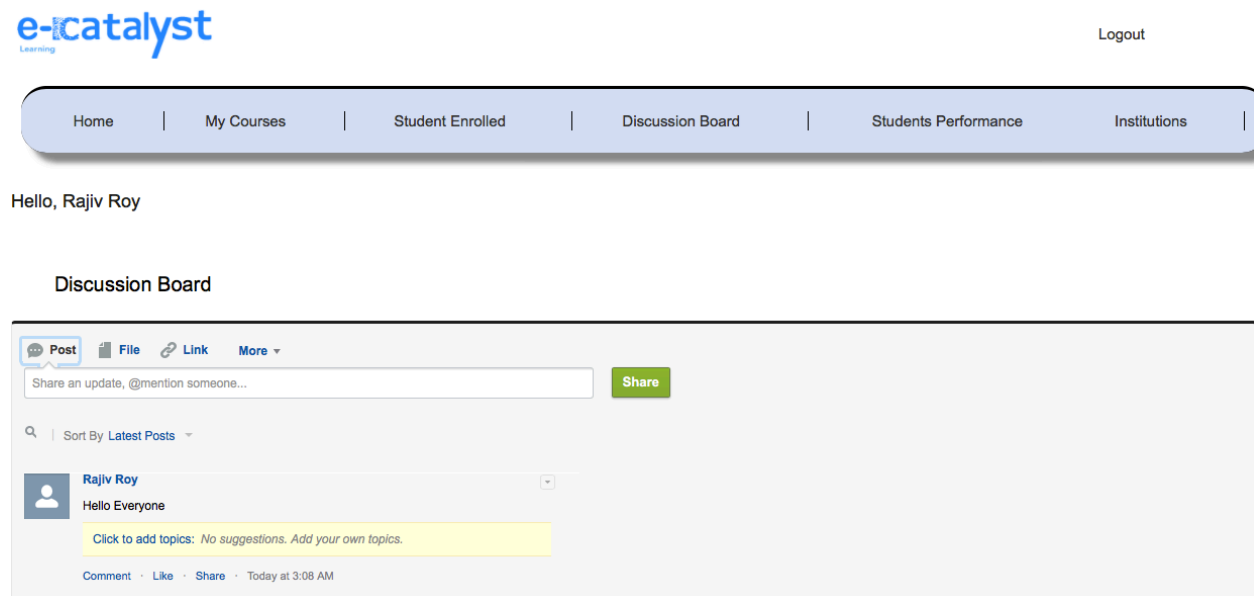 e-catalyst
Learning
Logout
Home | My Courses | Student Enrolled | Discussion Board | Students Performance Institutions |
Hello, Rajiv Roy
Discussion Board
Post File Link More
Share an update, @mention someone... Share
Sort By Latest Posts
Rajiv Roy
Hello Everyone
Click to add topics: No suggestions. Add your own topics.
Comment · Like · Share · Today at 3:08 AM